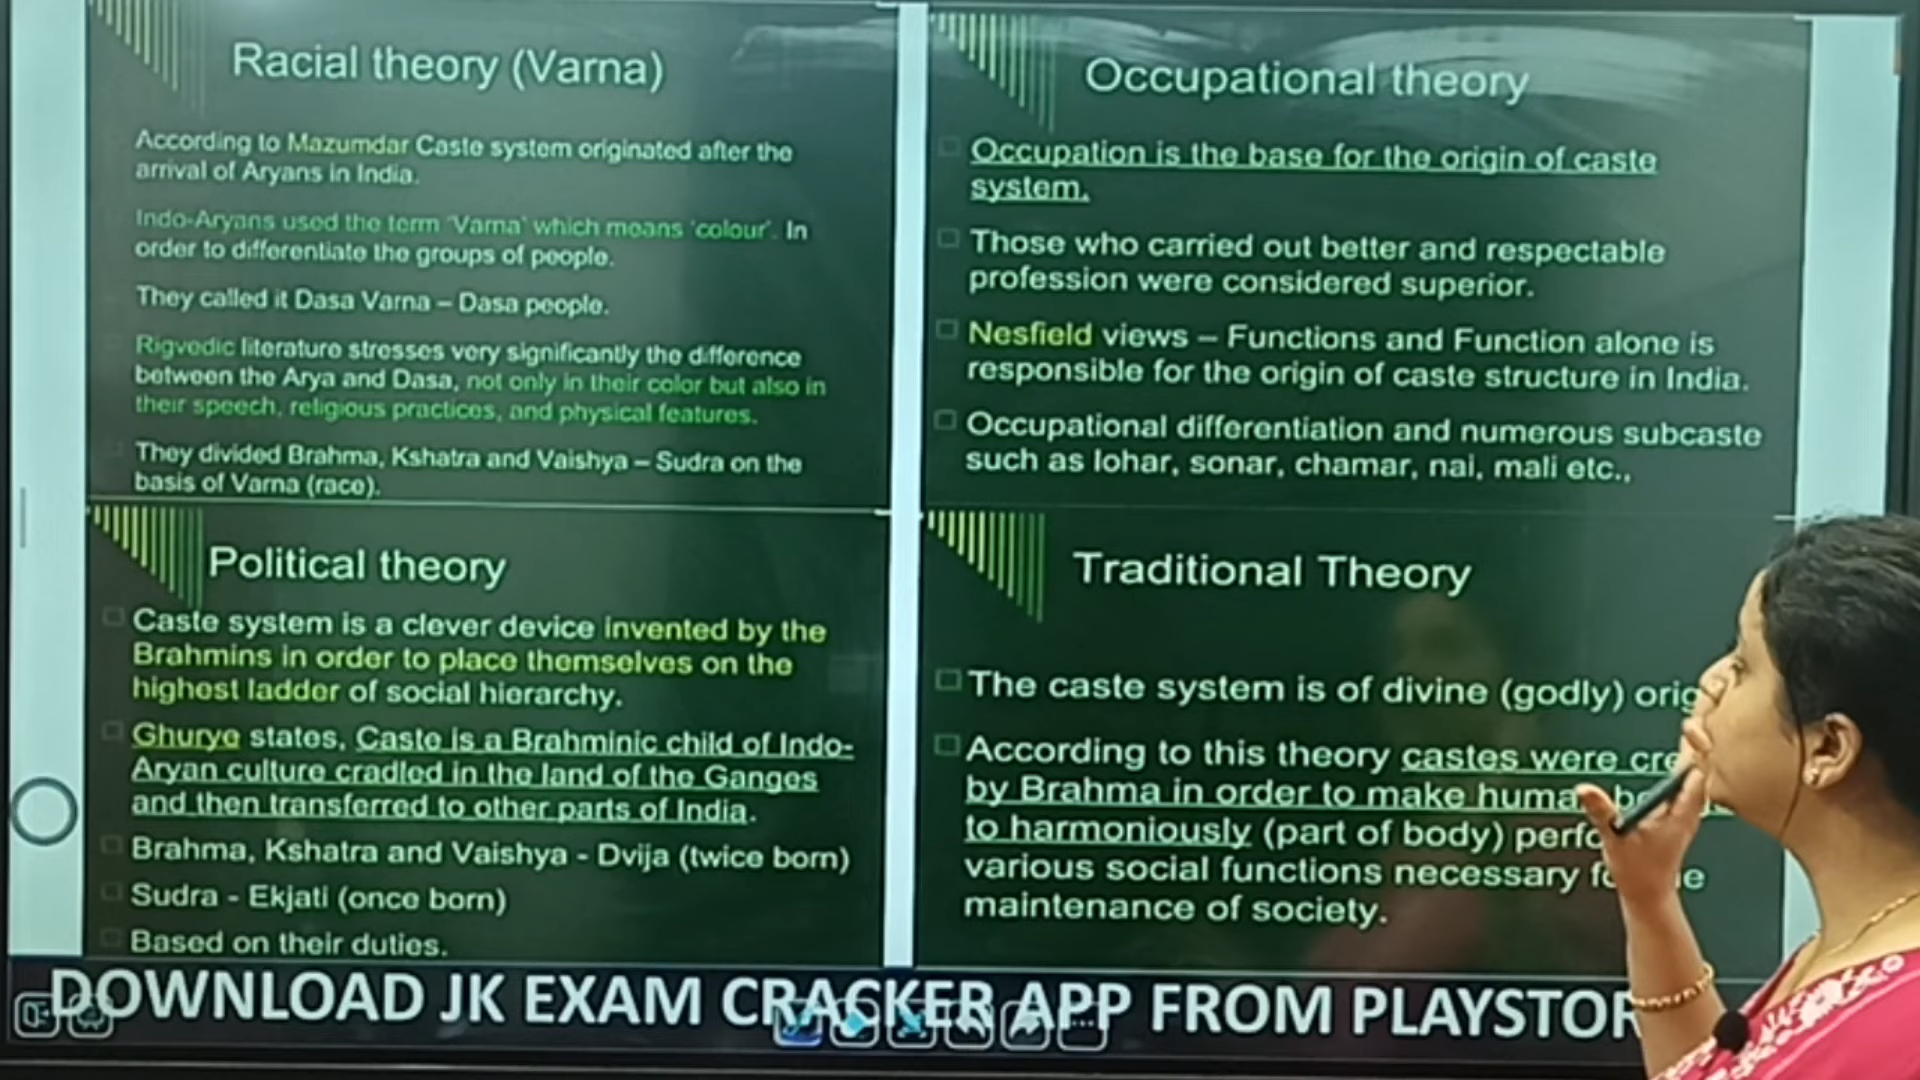 Racial theory (Varna)
According to Mazumdar Caste system originated after the
arrival of Aryans in India.
Indo-Aryans used the term 'Varna' which means 'colour'. In
order to differentiate the groups of people.
They called it Dasa Varna – Dasa people.
Rigvedic literature stresses very significantly the difference
between the Arya and Dasa, not only in their color but also in
their speech, religious practices, and physical features.
They divided Brahma, Kshatra and Vaishya – Sudra on the
basis of Varna (race).
Occupational theory
Occupation is the base for the origin of caste
system.
Those who carried out better and respectable
profession were considered superior.
Nesfield views – Functions and Function alone is
responsible for the origin of caste structure in India.
Occupational differentiation and numerous subcaste
such as lohar, sonar, chamar, nai, mali etc.,
Political theory
Caste system is a clever device invented by the
Brahmins in order to place themselves on the
highest ladder of social hierarchy.
Ghurye states, Caste is a Brahminic child of Indo-
Aryan culture cradled in the land of the Ganges
and then transferred to other parts of India.
Brahma, Kshatra and Vaishya - Dvija (twice born)
Sudra - Ekjati (once born)
Based on their duties.
Traditional Theory
The caste system is of divine (godly)
According to this theory castes were
by Brahma in order to make human
to harmoniously (part of body)
various social functions necessary
maintenance of society.
DOWNLOAD JK EXAM CRACKER APP FROM PLAYSTOR